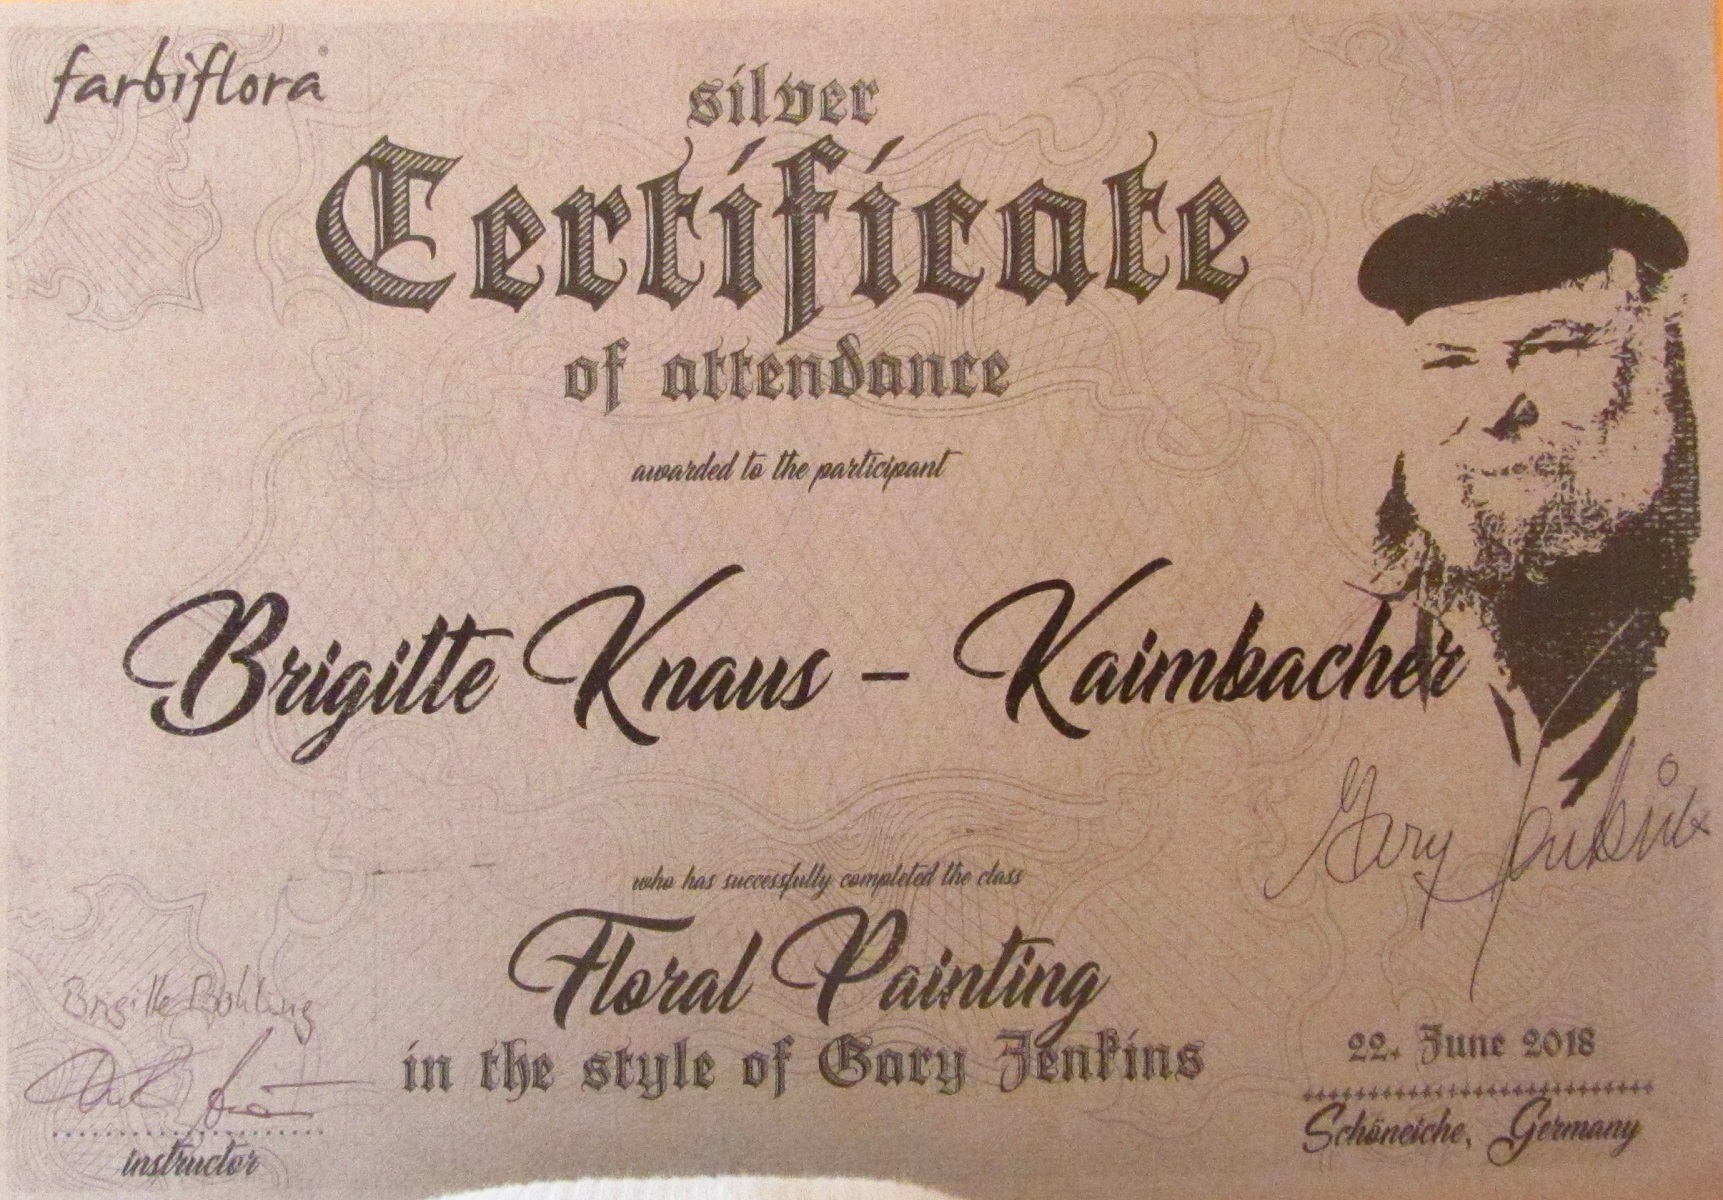 farbiflora®
silver
Certificate
of attendance
awarded to the participant
Brigitte Knaus – Kaimbacher
Gary Jenkins
who has successfully completed the class
Floral Painting
in the style of Gary Jenkins
Brigitte Böhling
instructor
22. June 2018
Schöneiche, Germany